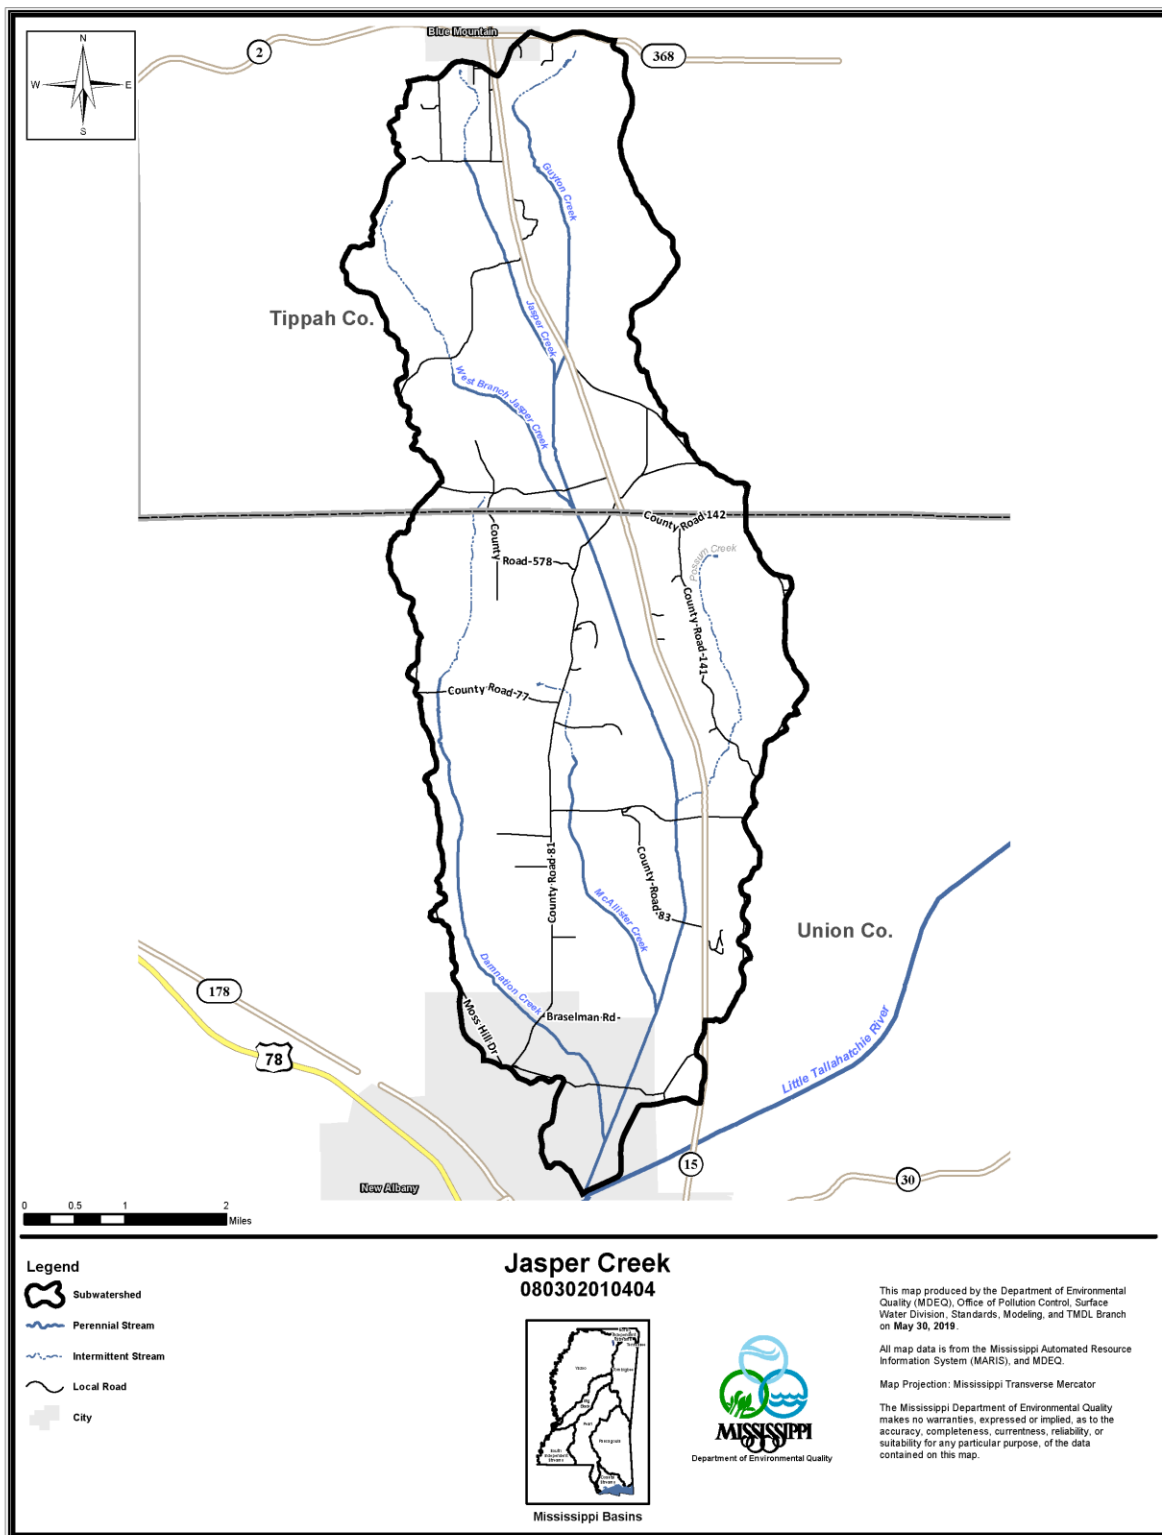 Blue Mountain
N
W
E
S
2
368
Guyton Creek
Tippah Co.
Jasper Creek
West Branch Jasper Creek
County Road 142
County Road 578
Possum Creek
County Road 141
County Road 77
County Road 81
McAllister Creek
County Road 83
Union Co.
Damnation Creek
178
Braselman Rd
Moss Hill Dr
78
Little Tallahatchie River
15
30
New Albany
0 0.5 1 2
Miles
Legend
Subwatershed
Perennial Stream
Intermittent Stream
Local Road
City
Jasper Creek
080302010404
Yazoo
Tombigbee
Pearl
Pascagoula
Coastal
Streams
Mississippi Basins
MISSISSIPPI
Department of Environmental Quality
This map produced by the Department of Environmental
Quality (MDEQ), Office of Pollution Control, Surface
Water Division, Standards, Modeling, and TMDL Branch
on May 30, 2019.
All map data is from the Mississippi Automated Resource
Information System (MARIS), and MDEQ.
Map Projection: Mississippi Transverse Mercator
The Mississippi Department of Environmental Quality
makes no warranties, expressed or implied, as to the
accuracy, completeness, currentness, reliability, or
suitability for any particular purpose, of the data
contained on this map.